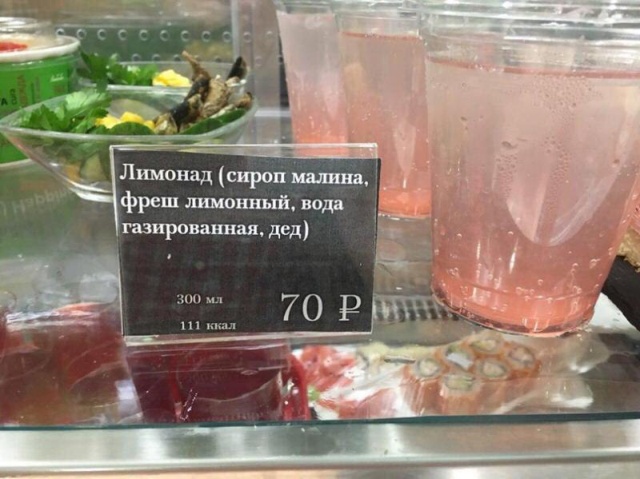 Лимонад (сироп малина,
фреш лимонный, вода
газированная, дед)
300 мл
70 ₽
111 ккал